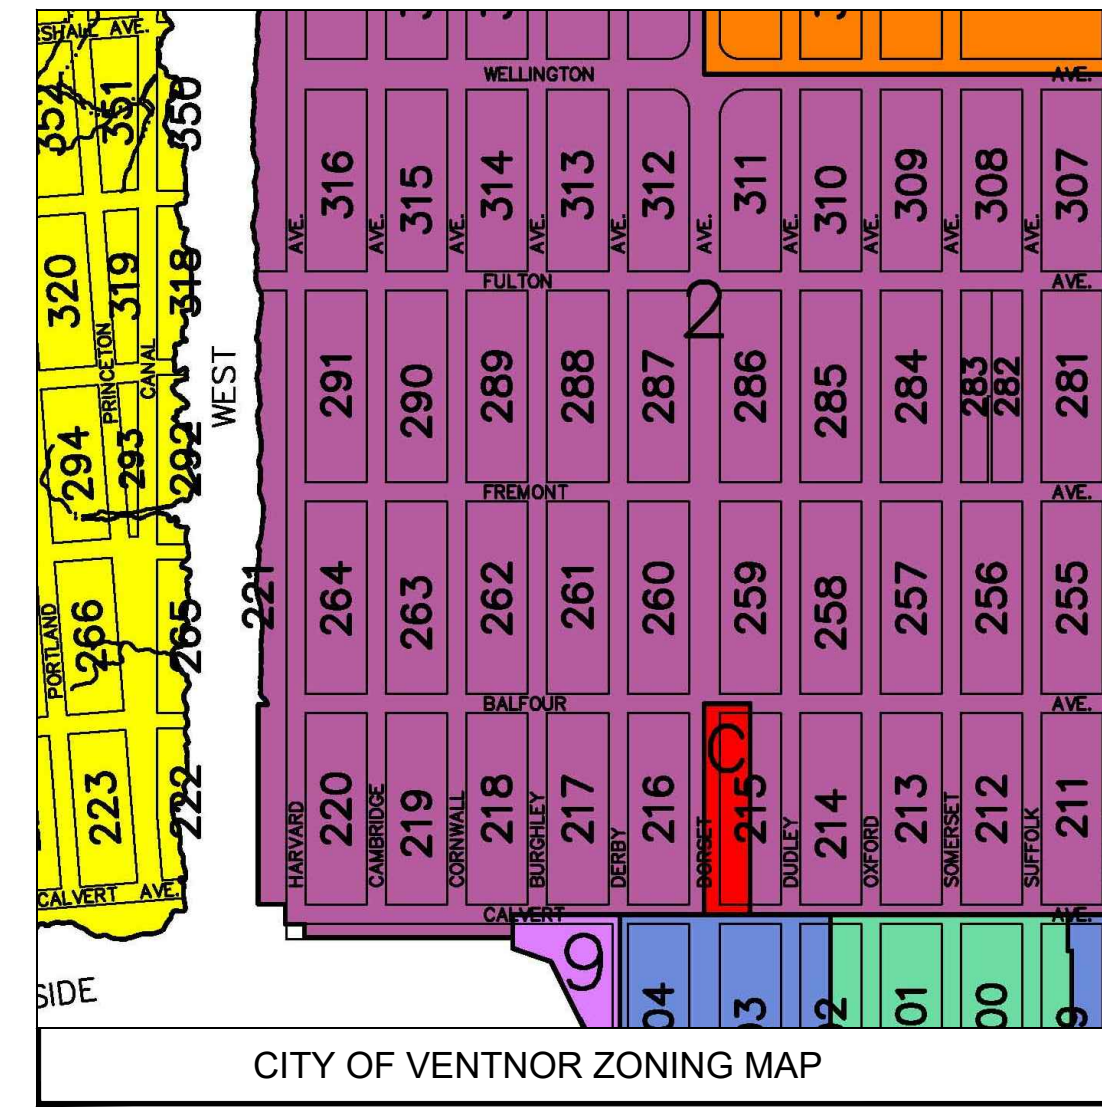 SHALL AVE.
352
351
350
WELLINGTON AVE.
316 315 314 313 312 311 310 309 308 307
AVE. AVE. AVE. AVE. AVE. AVE. AVE. AVE. AVE. AVE.
320 319 318
FULTON AVE.
2
PRINCETON
CANAL
WEST
291 290 289 288 287 286 285 284 283 282 281
294 293 292
FREMONT AVE.
221
264 263 262 261 260 259 258 257 256 255
PORTLAND
266 265
BALFOUR AVE.
C
223 222
220 219 218 217 216 215 214 213 212 211
HARVARD CAMBRIDGE CORNWALL BURGHLEY DERBY DORSET DUDLEY OXFORD SOMERSET SUFFOLK
CALVERT AVE.
CALVERT AVE.
9
SIDE
04 03 02 01 00 9
CITY OF VENTNOR ZONING MAP